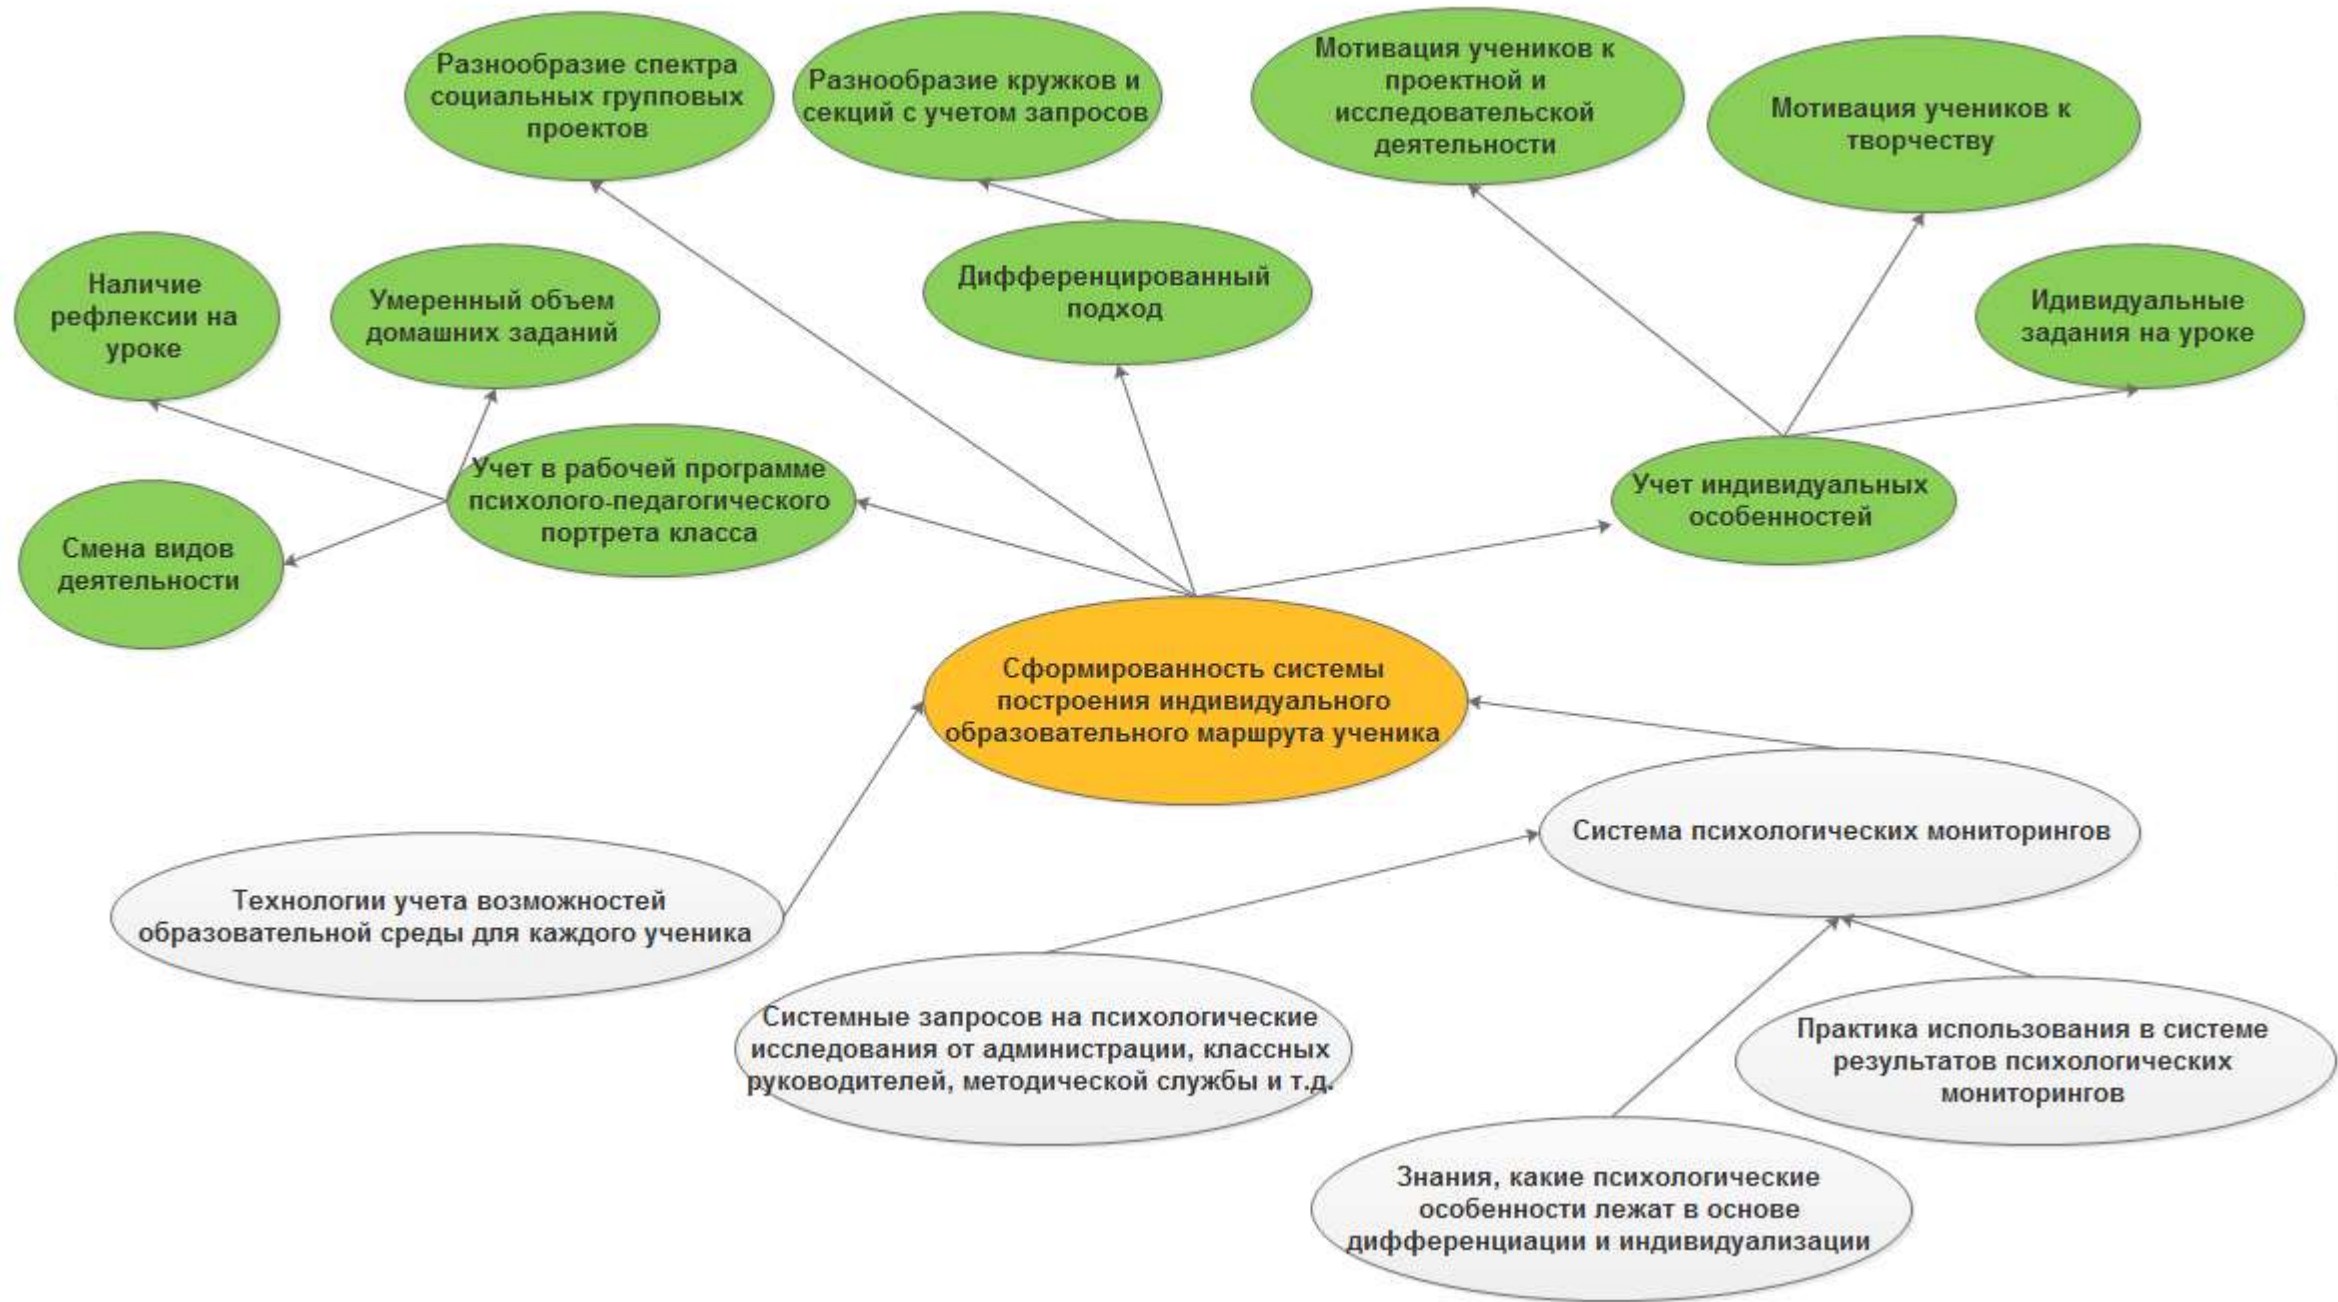 Разнообразие спектра
социальных групповых
проектов
Разнообразие кружков и
секций с учетом запросов
Мотивация учеников к
проектной и
исследовательской
деятельности
Мотивация учеников к
творчеству
Наличие
рефлексии на
уроке
Умеренный объем
домашних заданий
Дифференцированный
подход
Идивидуальные
задания на уроке
Смена видов
деятельности
Учет в рабочей программе
психолого-педагогического
портрета класса
Учет индивидуальных
особенностей
Сформированность системы
построения индивидуального
образовательного маршрута ученика
Система психологических мониторингов
Технологии учета возможностей
образовательной среды для каждого ученика
Системные запросов на психологические
исследования от администрации, классных
руководителей, методической службы и т.д.
Практика использования в системе
результатов психологических
мониторингов
Знания, какие психологические
особенности лежат в основе
дифференциации и индивидуализации